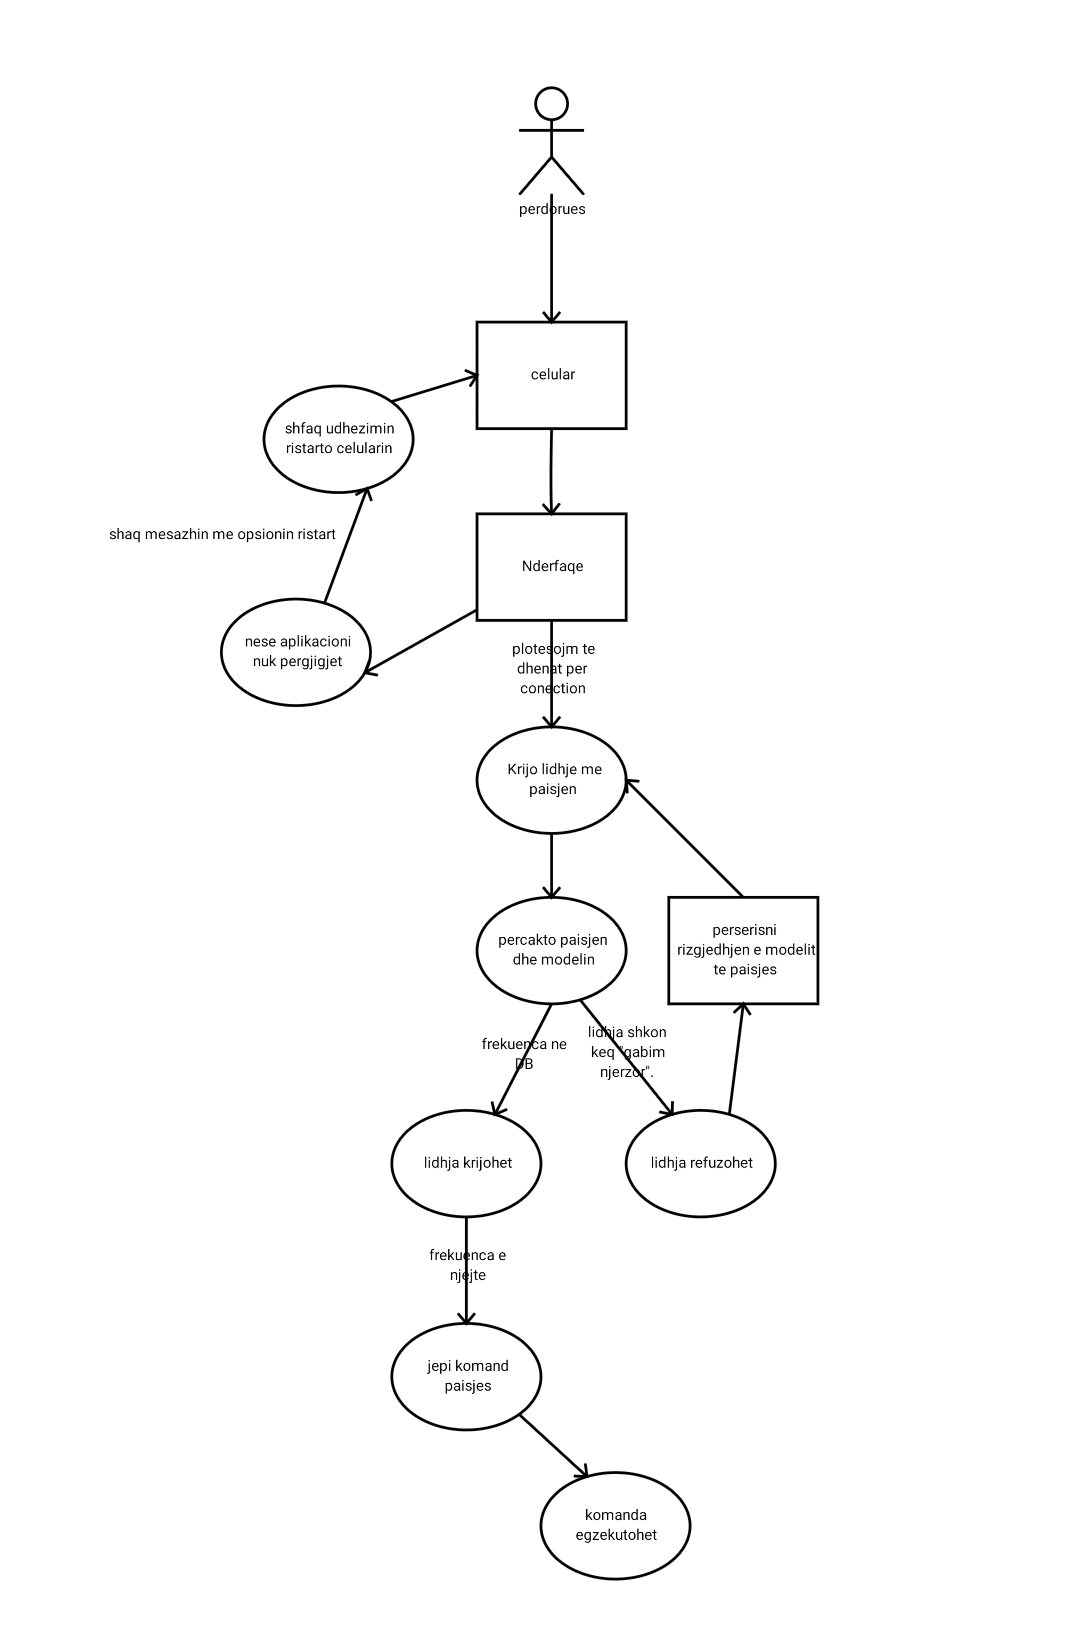 perdorues
celular
shfaq udhezimin
ristarto celularin
shaq mesazhin me opsionin ristart
Nderfaqe
nese aplikacioni
nuk pergjigjet
plotesojm te
dhenat per
conection
Krijo lidhje me
paisjen
percakto paisjen
dhe modelin
perserisni
rizgjedhjen e modelit
te paisjes
frekuenca ne
DB
lidhja shkon
keq "gabim
njerzor".
lidhja krijohet
lidhja refuzohet
frekuenca e
njejte
jepi komand
paisjes
komanda
egzekutohet